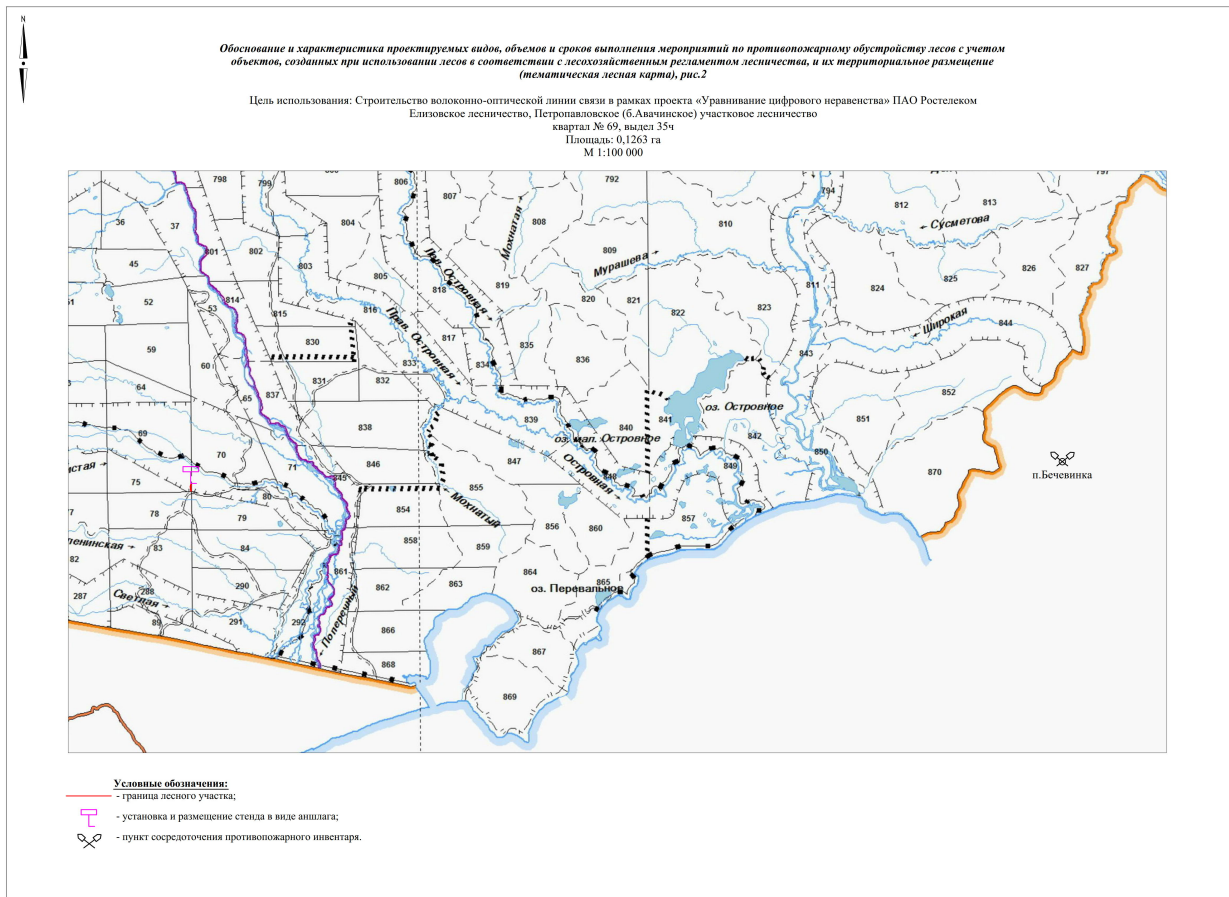 N
Обоснование и характеристика проектируемых видов, объемов и сроков выполнения мероприятий по противопожарному обустройству лесов с учетом
объектов, созданных при использовании лесов в соответствии с лесохозяйственным регламентом лесничества, и их территориальное размещение
(тематическая лесная карта), рис.2
Цель использования: Строительство волоконно-оптической линии связи в рамках проекта «Уравнивание цифрового неравенства» ПАО Ростелеком
Елизовское лесничество, Петропавловское (б.Авачинское) участковое лесничество
квартал № 69, выдел 35ч
Площадь: 0,1263 га
М 1:100 000
798 799 806 807 792 794 812 813
36 37 804 Мохнатая 808 810 Сусметова
801 802 803 805 809 Мурашева 826 827
45 Прав. Островная 818 819 825
52 53 814 815 816 820 821 822 823 811 824
830 Прав. Островная 817 Широкая 844
59 60 833 834 835 836 843
64 65 837 831 832 852
69 838 839 840 841 оз. Островное 851
70 71 оз. мал. Островное 842
75 845 846 847 Островная 849 850 870
п.Бечевинка
78 79 80 854 855 Мохнатый 857
83 84 858 859 856 860
82 861 862 863 864 865
287 288 Светлая 290 оз. Перевальное
89 291 292 Поперечный 866 867
868 869
Условные обозначения:
- граница лесного участка;
- установка и размещение стенда в виде аншлага;
- пункт сосредоточения противопожарного инвентаря.